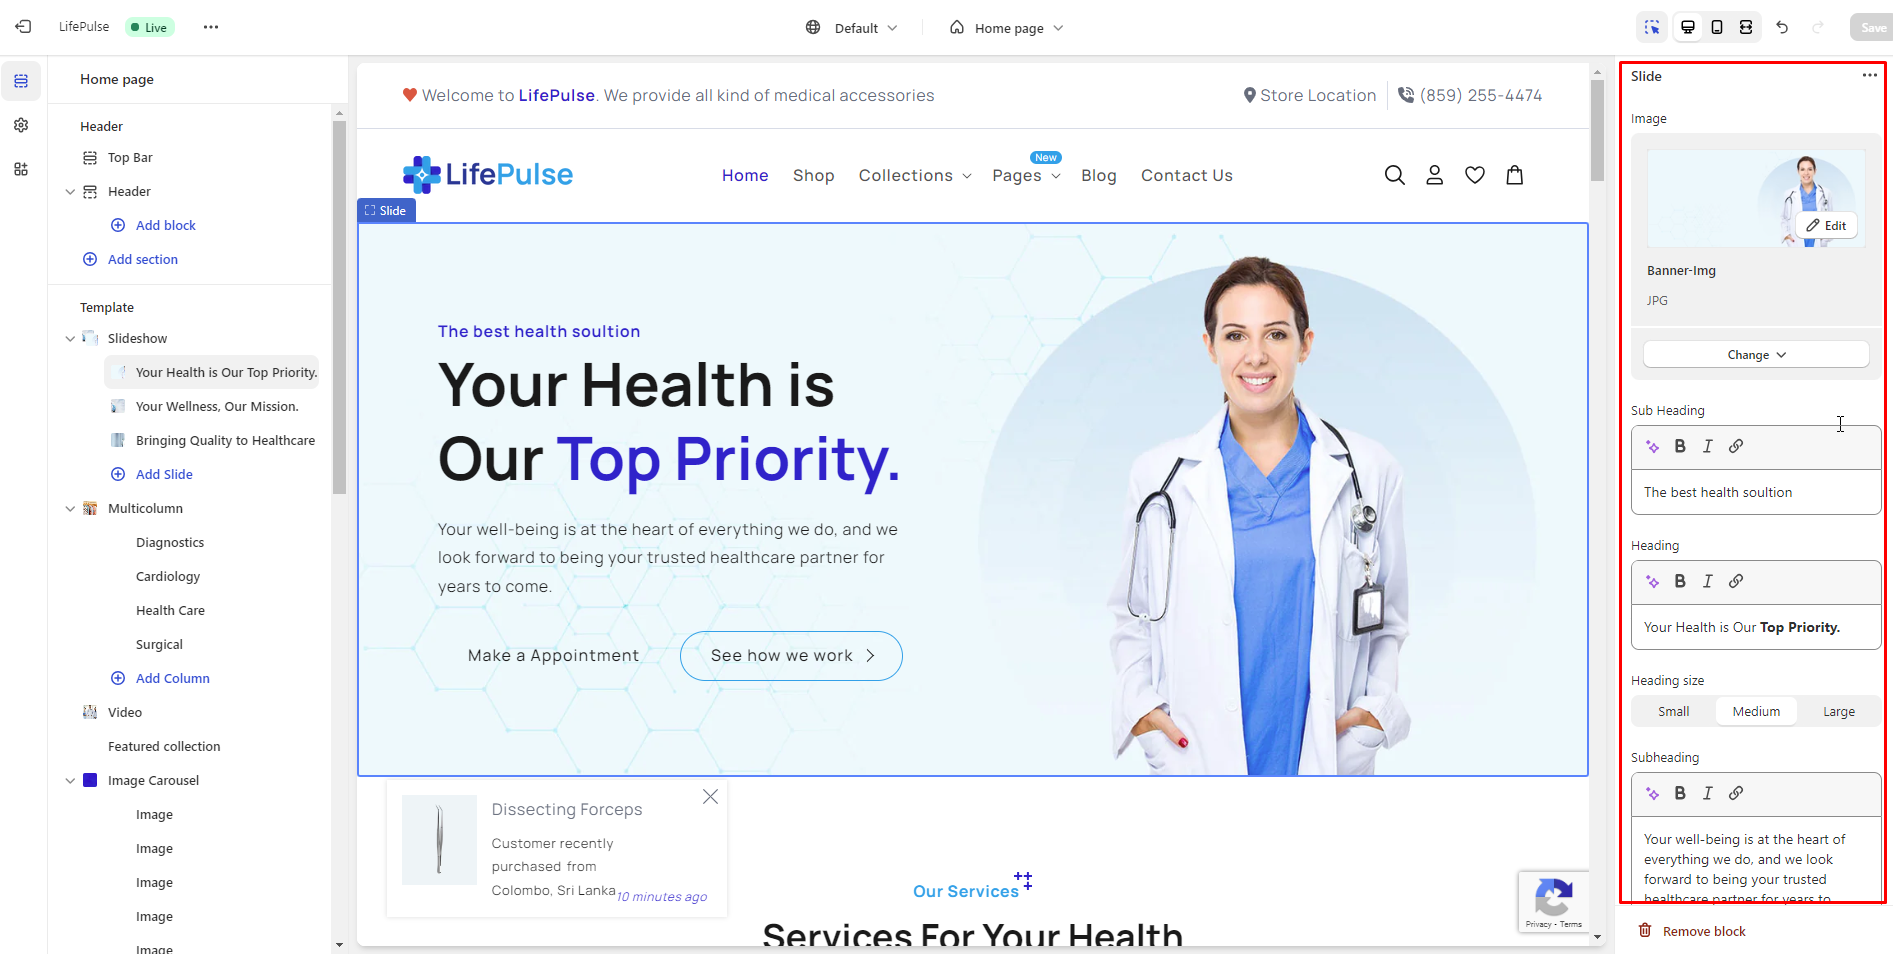 LifePulse
Live
Default
Home page
Save
Home page
Header
Top Bar
Header
Add block
Add section
Template
Slideshow
Your Health is Our Top Priority.
Your Wellness, Our Mission.
Bringing Quality to Healthcare
Add Slide
Multicolumn
Diagnostics
Cardiology
Health Care
Surgical
Add Column
Video
Featured collection
Image Carousel
Image
Image
Image
Image
Image
Welcome to LifePulse. We provide all kind of medical accessories
Store Location
(859) 255-4474
LifePulse
Home
Shop
Collections
Pages
New
Blog
Contact Us
Slide
The best health soultion
Your Health is
Our Top Priority.
Your well-being is at the heart of everything we do, and we
look forward to being your trusted healthcare partner for
years to come.
Make a Appointment
See how we work
Dissecting Forceps
Customer recently
purchased from
Colombo, Sri Lanka
10 minutes ago
Our Services
Services For Your Health
Privacy - Terms
Slide
Image
Edit
Banner-Img
JPG
Change
Sub Heading
B I
The best health soultion
Heading
B I
Your Health is Our Top Priority.
Heading size
Small
Medium
Large
Subheading
B I
Your well-being is at the heart of
everything we do, and we look
forward to being your trusted
healthcare partner for years to
Remove block